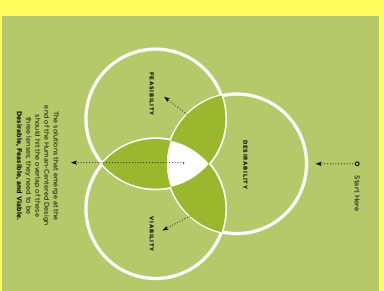 Start Here
DESIRABILITY
FEASIBILITY
VIABILITY
The solutions that emerge at the
end of the Human-Centered Design
should hit the overlap of these
three lenses; they need to be
Desirable, Feasible, and Viable.